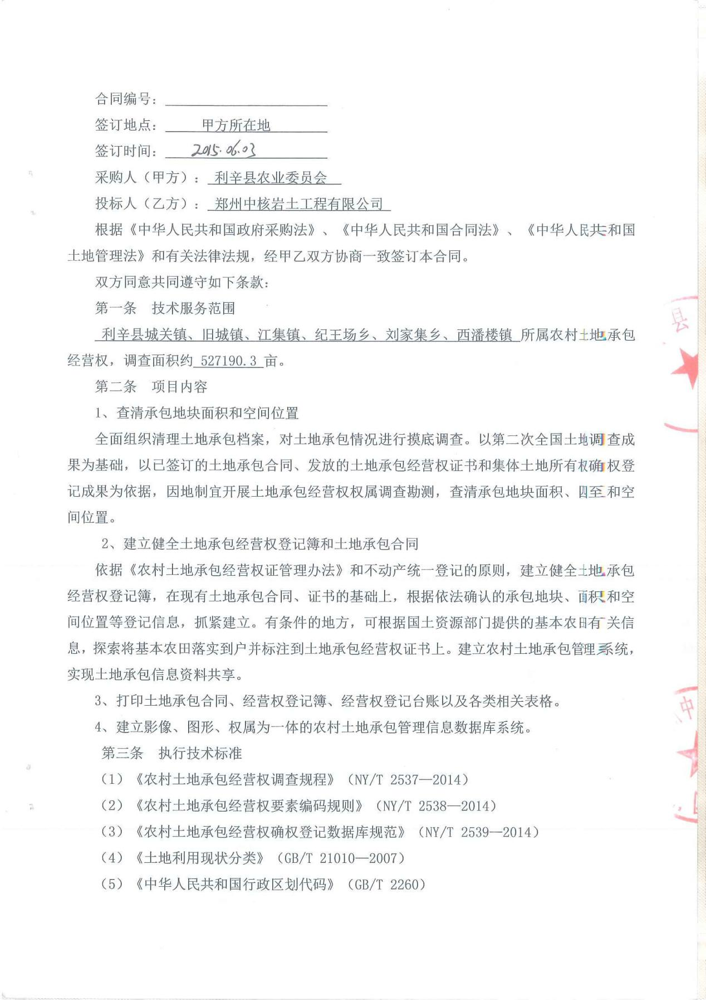 合同编号：
签订地点： 甲方所在地
签订时间： 2015.06.03
采购人（甲方）： 利辛县农业委员会
投标人（乙方）： 郑州中核岩土工程有限公司
根据《中华人民共和国政府采购法》、《中华人民共和国合同法》、《中华人民共和国
土地管理法》和有关法律法规，经甲乙双方协商一致签订本合同。
双方同意共同遵守如下条款：
第一条 技术服务范围
利辛县城关镇、旧城镇、江集镇、纪王场乡、刘家集乡、西潘楼镇 所属农村土地承包
经营权，调查面积约 527190.3 亩。
第二条 项目内容
1、查清承包地块面积和空间位置
全面组织清理土地承包档案，对土地承包情况进行摸底调查。以第二次全国土地调查成
果为基础，以已签订的土地承包合同、发放的土地承包经营权证书和集体土地所有权确权登
记成果为依据，因地制宜开展土地承包经营权权属调查勘测，查清承包地块面积、四至和空
间位置。
2、建立健全土地承包经营权登记簿和土地承包合同
依据《农村土地承包经营权证管理办法》和不动产统一登记的原则，建立健全土地承包
经营权登记簿，在现有土地承包合同、证书的基础上，根据依法确认的承包地块、面积和空
间位置等登记信息，抓紧建立。有条件的地方，可根据国土资源部门提供的基本农田有关信
息，探索将基本农田落实到户并标注到土地承包经营权证书上。建立农村土地承包管理系统，
实现土地承包信息资料共享。
3、打印土地承包合同、经营权登记簿、经营权登记台账以及各类相关表格。
4、建立影像、图形、权属为一体的农村土地承包管理信息数据库系统。
第三条 执行技术标准
（1）《农村土地承包经营权调查规程》（NY/T 2537—2014）
（2）《农村土地承包经营权要素编码规则》（NY/T 2538—2014）
（3）《农村土地承包经营权确权登记数据库规范》（NY/T 2539—2014）
（4）《土地利用现状分类》（GB/T 21010—2007）
（5）《中华人民共和国行政区划代码》（GB/T 2260）
县
中